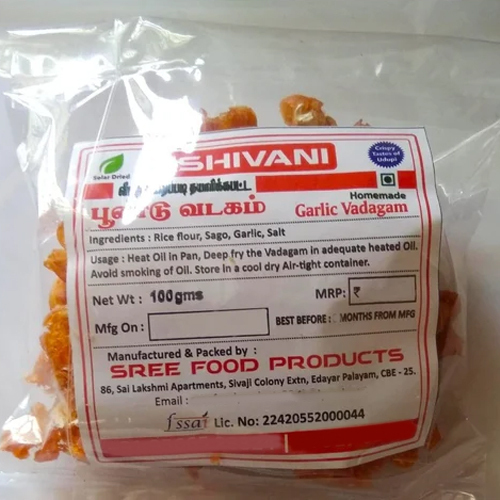 SHIVANI
Solar Dried
Crispy
Tastes of
Udupi
பூண்டு வடகம்
Homemade
Garlic Vadagam
Ingredients : Rice flour, Sago, Garlic, Salt
Usage : Heat Oil in Pan, Deep fry the Vadagam in adequate heated Oil.
Avoid smoking of Oil. Store in a cool dry Air-tight container.
Net Wt : 100gms
MRP: ₹
Mfg On :
BEST BEFORE : MONTHS FROM MFG
Manufactured & Packed by :
SREE FOOD PRODUCTS
86, Sai Lakshmi Apartments, Sivaji Colony Extn, Edayar Palayam, CBE - 25.
Email :
fssai Lic. No: 22420552000044